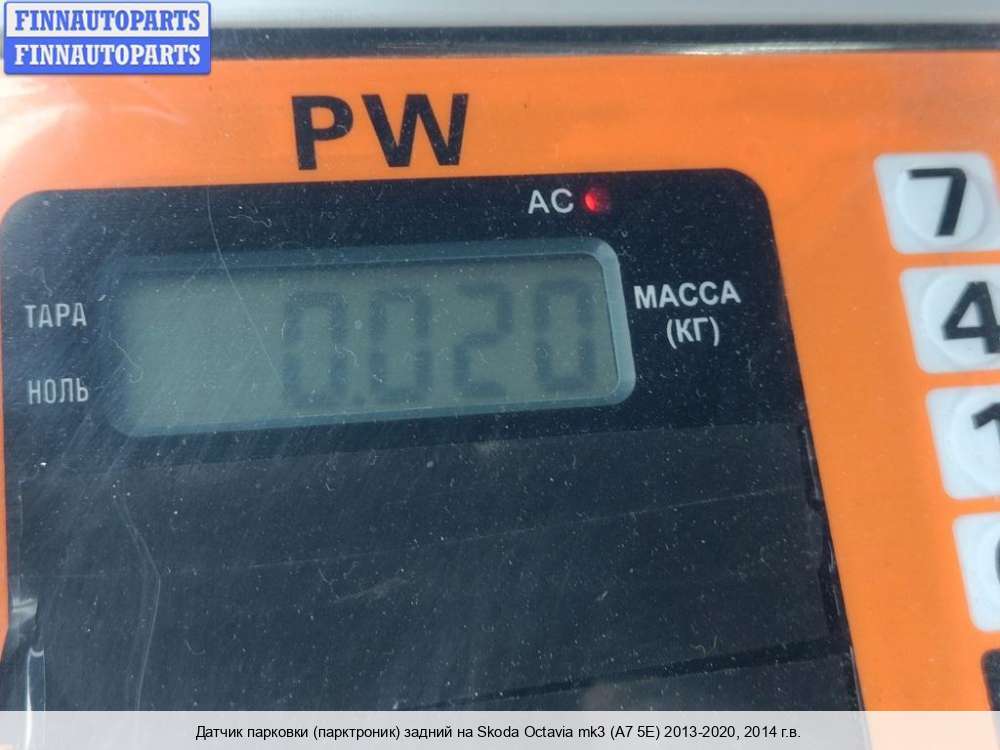 FINNAUTOPARTS
FINNAUTOPARTS
PW
AC
7
ТАРА
0.020
МАССА
(КГ)
4
НОЛЬ
1
Датчик парковки (парктроник) задний на Skoda Octavia mk3 (A7 5E) 2013-2020, 2014 г.в.